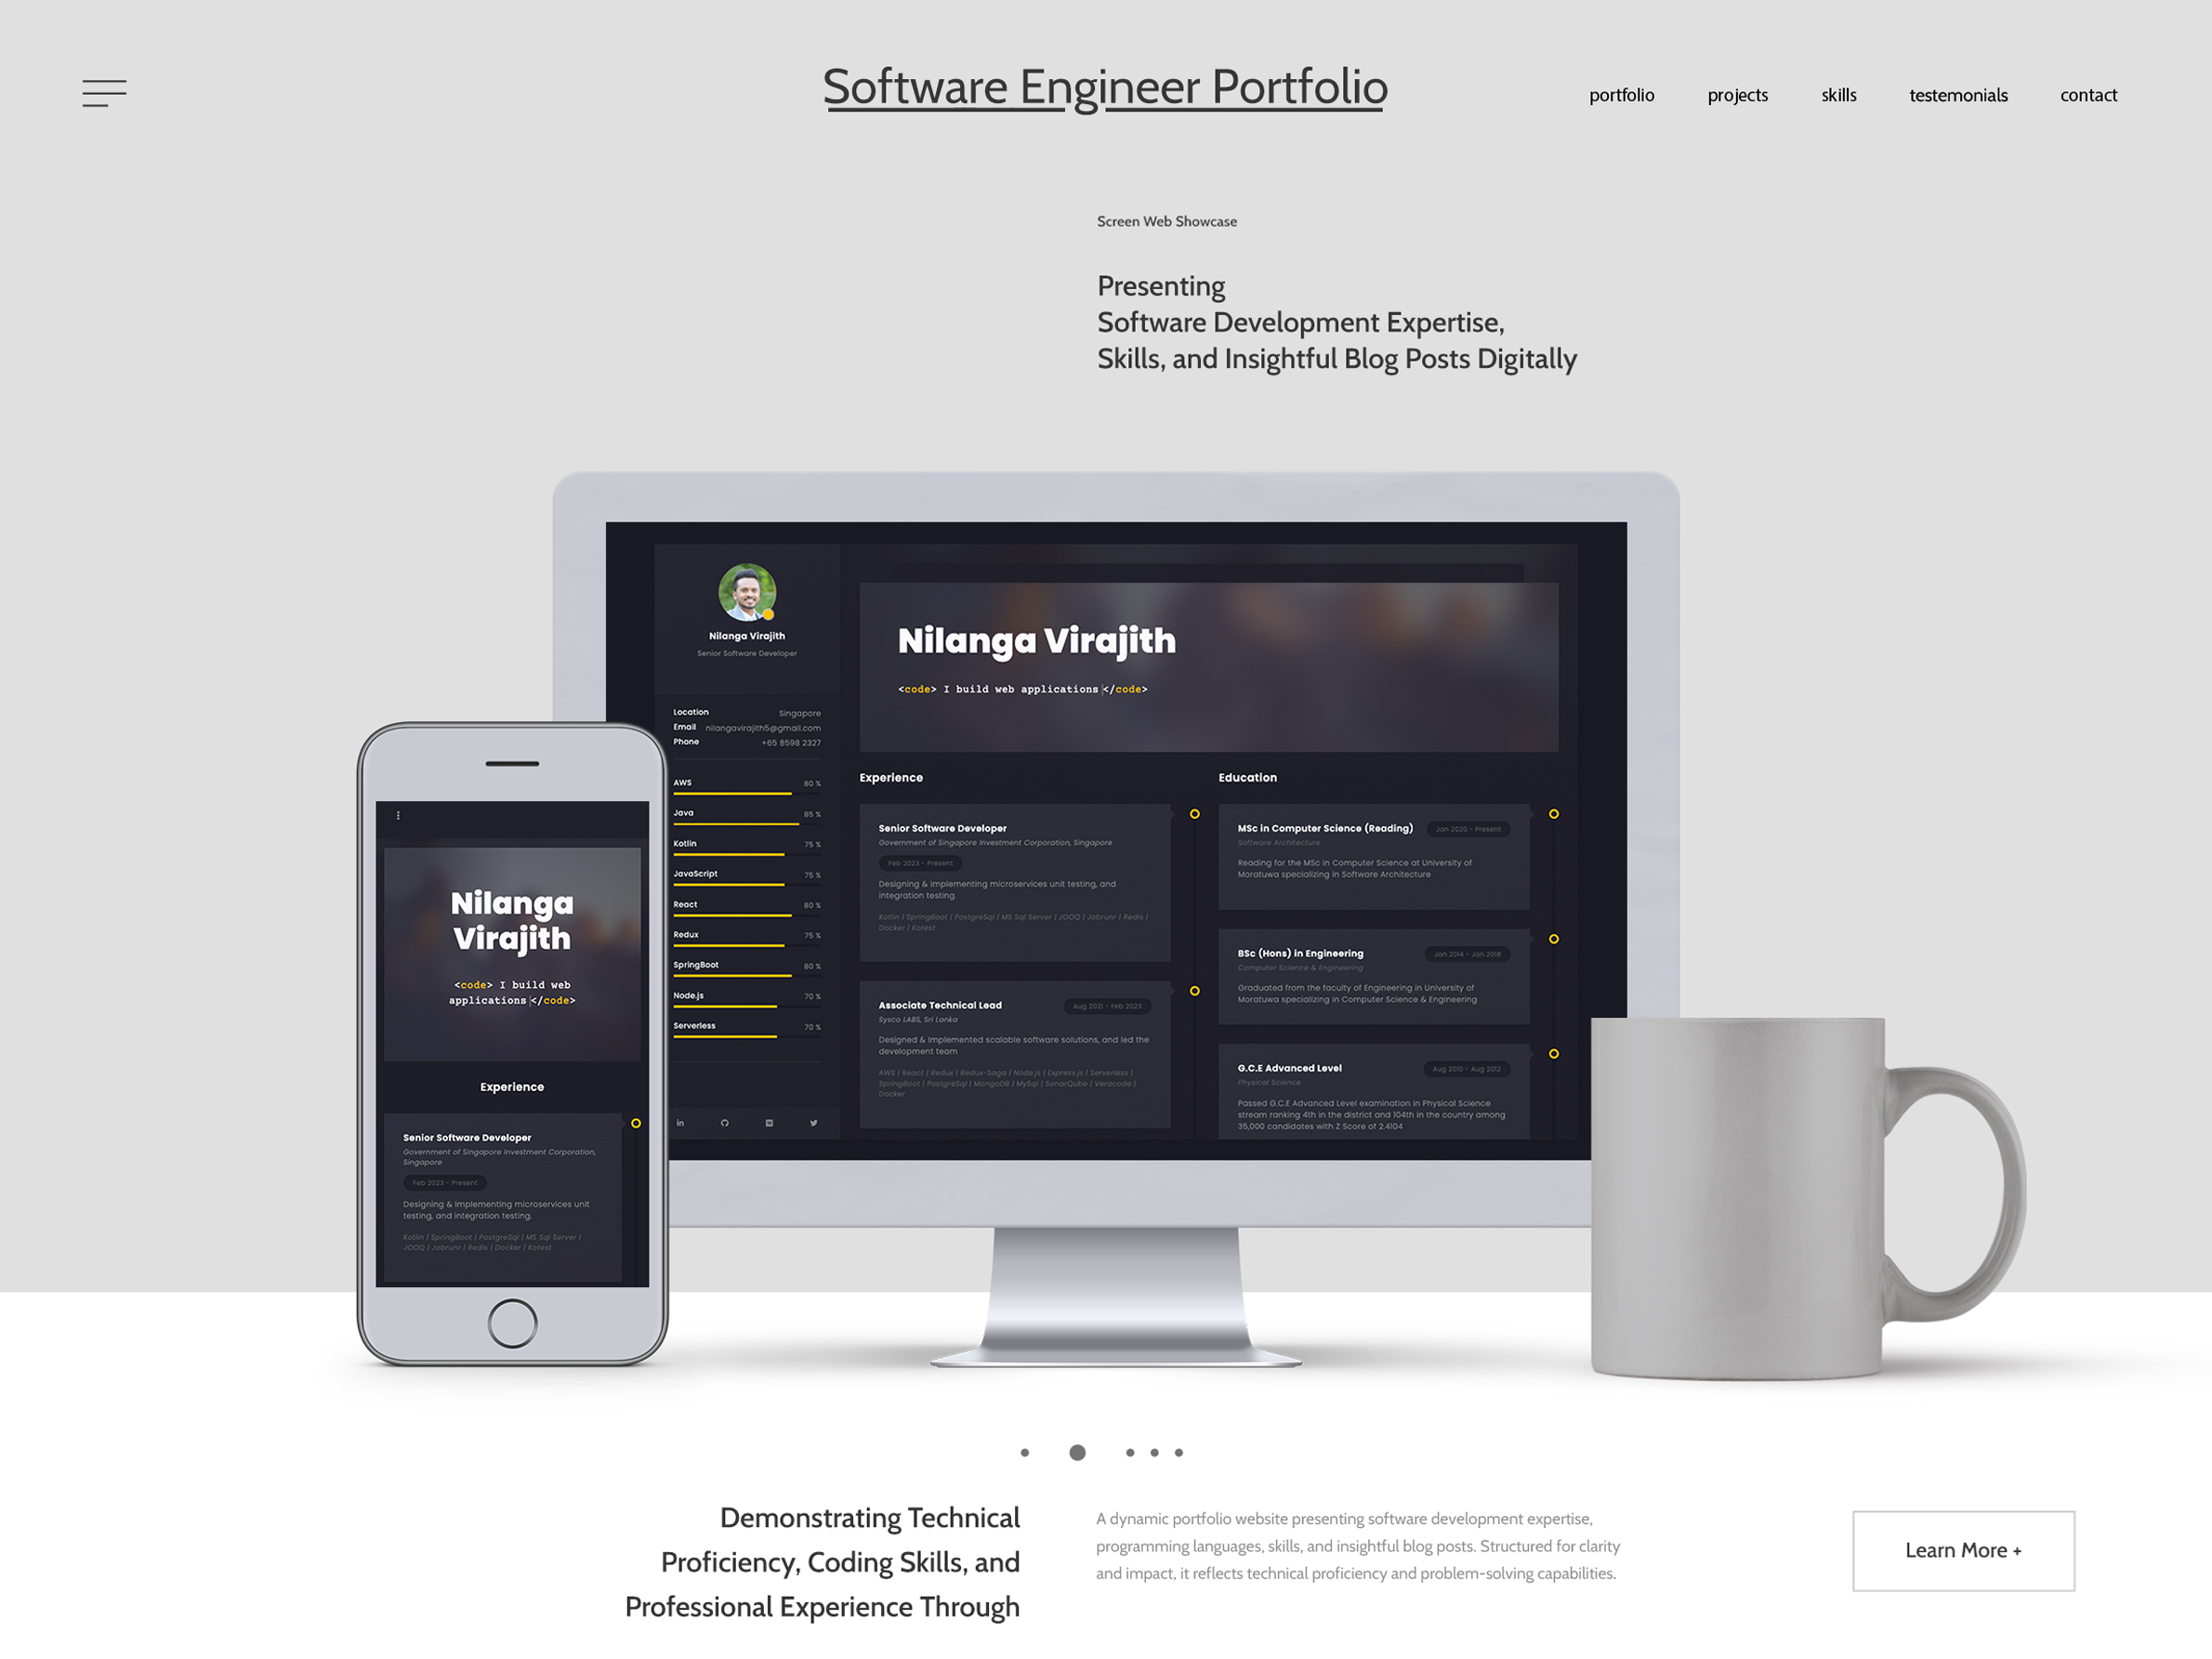 Software Engineer Portfolio
portfolio
projects
skills
testemonials
contact
Screen Web Showcase
Presenting
Software Development Expertise,
Skills, and Insightful Blog Posts Digitally
Nilanga Virajith
Senior Software Developer
Location Singapore
Email nilangavirajith5@gmail.com
Phone +65 8598 2327
AWS 80 %
Java 85 %
Kotlin 75 %
JavaScript 75 %
React 80 %
Redux 75 %
SpringBoot 80 %
Node.js 70 %
Serverless 70 %
Nilanga Virajith
<code> I build web applications </code>
Experience
Senior Software Developer
Government of Singapore Investment Corporation, Singapore
Feb 2023 - Present
Designing & Implementing microservices unit testing, and
integration testing.
Kotlin | SpringBoot | PostgreSql | MS Sql Server | JOOQ | Jobrunr | Redis |
Docker | Kotest
Associate Technical Lead Aug 2021 - Feb 2023
Sysco LABS, Sri Lanka
Designed & Implemented scalable software solutions, and led the
development team
AWS | React | Redux | Redux-Saga | Node.js | Express.js | Serverless |
SpringBoot | PostgreSql | MongoDB | MySql | SonarQube | Veracode |
Docker
Education
MSc in Computer Science (Reading) Jan 2020 - Present
Software Architecture
Reading for the MSc in Computer Science at University of
Moratuwa specializing in Software Architecture
BSc (Hons) in Engineering Jan 2014 - Jan 2018
Computer Science & Engineering
Graduated from the faculty of Engineering in University of
Moratuwa specializing in Computer Science & Engineering
G.C.E Advanced Level Aug 2010 - Aug 2012
Physical Science
Passed G.C.E Advanced Level examination in Physical Science
stream ranking 4th in the district and 104th in the country among
35,000 candidates with Z Score of 2.4104
Nilanga
Virajith
<code> I build web
applications </code>
Experience
Senior Software Developer
Government of Singapore Investment Corporation,
Singapore
Feb 2023 - Present
Designing & Implementing microservices unit
testing, and integration testing.
Kotlin | SpringBoot | PostgreSql | MS Sql Server |
JOOQ | Jobrunr | Redis | Docker | Kotest
Demonstrating Technical
Proficiency, Coding Skills, and
Professional Experience Through
A dynamic portfolio website presenting software development expertise,
programming languages, skills, and insightful blog posts. Structured for clarity
and impact, it reflects technical proficiency and problem-solving capabilities.
Learn More +